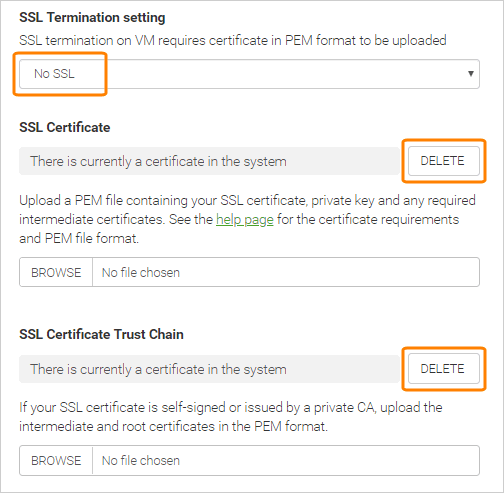 SSL Termination setting
SSL termination on VM requires certificate in PEM format to be uploaded
No SSL
SSL Certificate
There is currently a certificate in the system
DELETE
Upload a PEM file containing your SSL certificate, private key and any required
intermediate certificates. See the help page for the certificate requirements
and PEM file format.
BROWSE No file chosen
SSL Certificate Trust Chain
There is currently a certificate in the system
DELETE
If your SSL certificate is self-signed or issued by a private CA, upload the
intermediate and root certificates in the PEM format.
BROWSE No file chosen